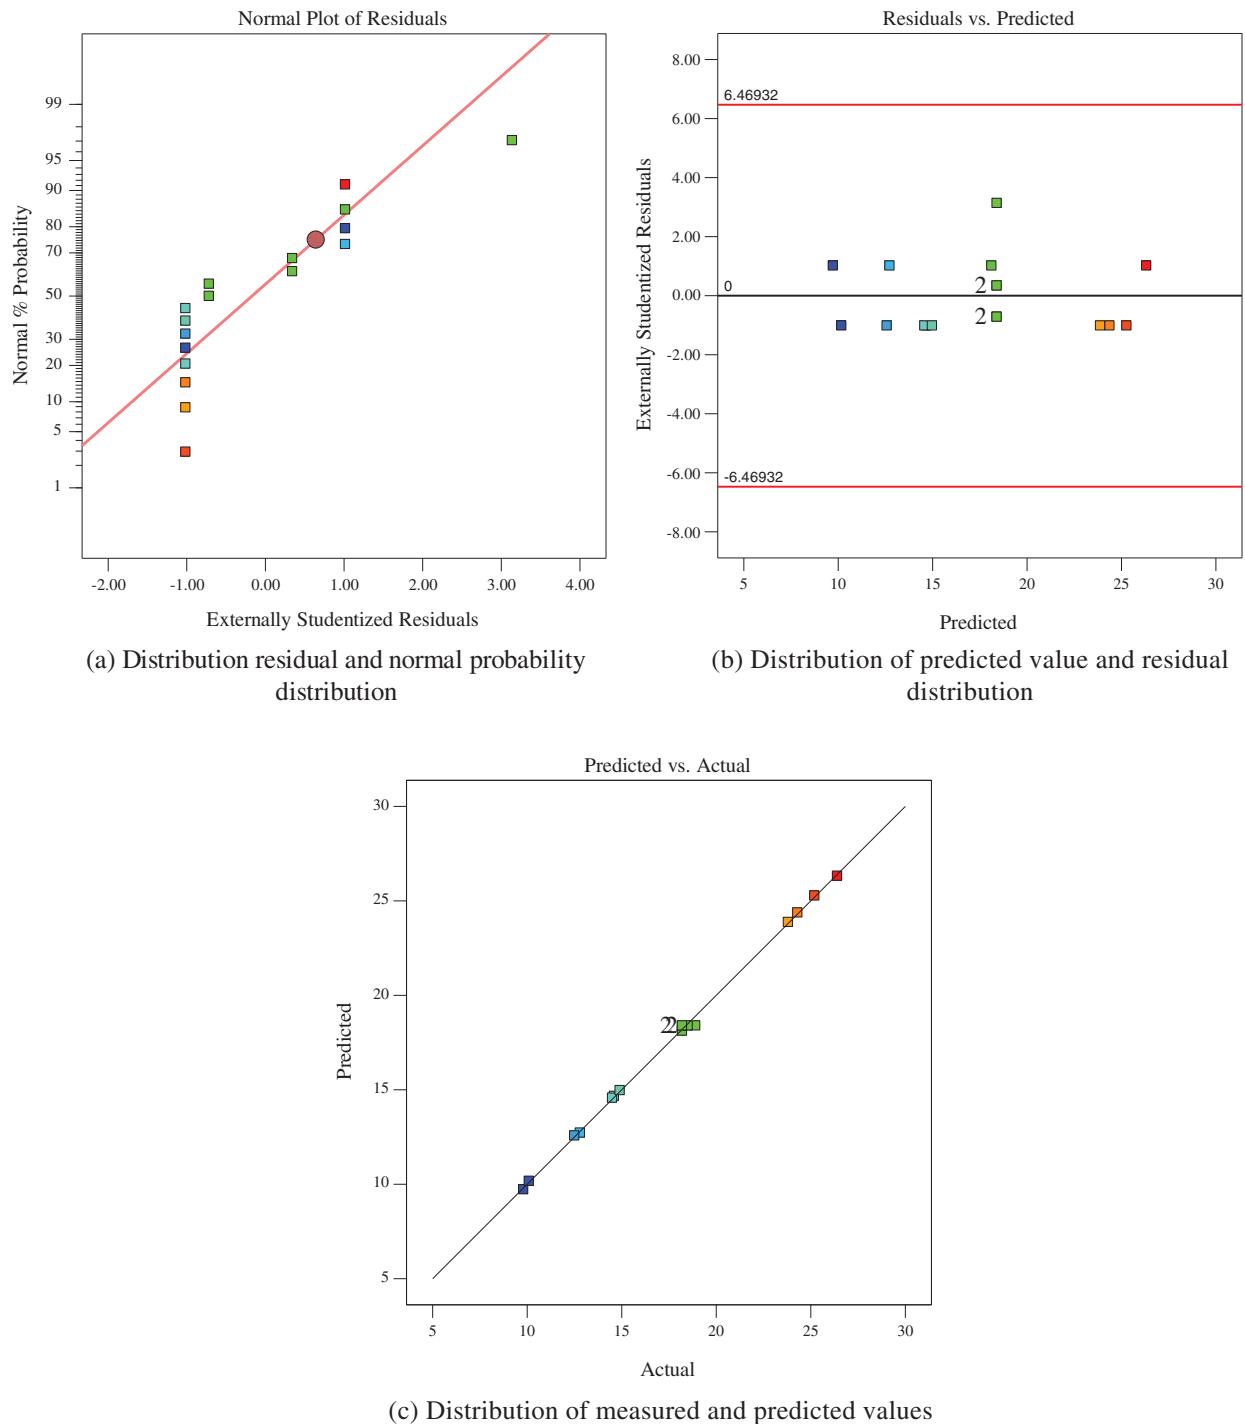 Normal Plot of Residuals
Normal % Probability
99
95
90
80
70
50
30
20
10
5
1
-2.00 -1.00 0.00 1.00 2.00 3.00 4.00
Externally Studentized Residuals
(a) Distribution residual and normal probability
distribution
Residuals vs. Predicted
Externally Studentized Residuals
8.00
6.00
4.00
2.00
0.00
-2.00
-4.00
-6.00
-8.00
6.46932
0
2
2
-6.46932
5 10 15 20 25 30
Predicted
(b) Distribution of predicted value and residual
distribution
Predicted vs. Actual
Predicted
30
25
20
15
10
5
22
5 10 15 20 25 30
Actual
(c) Distribution of measured and predicted values